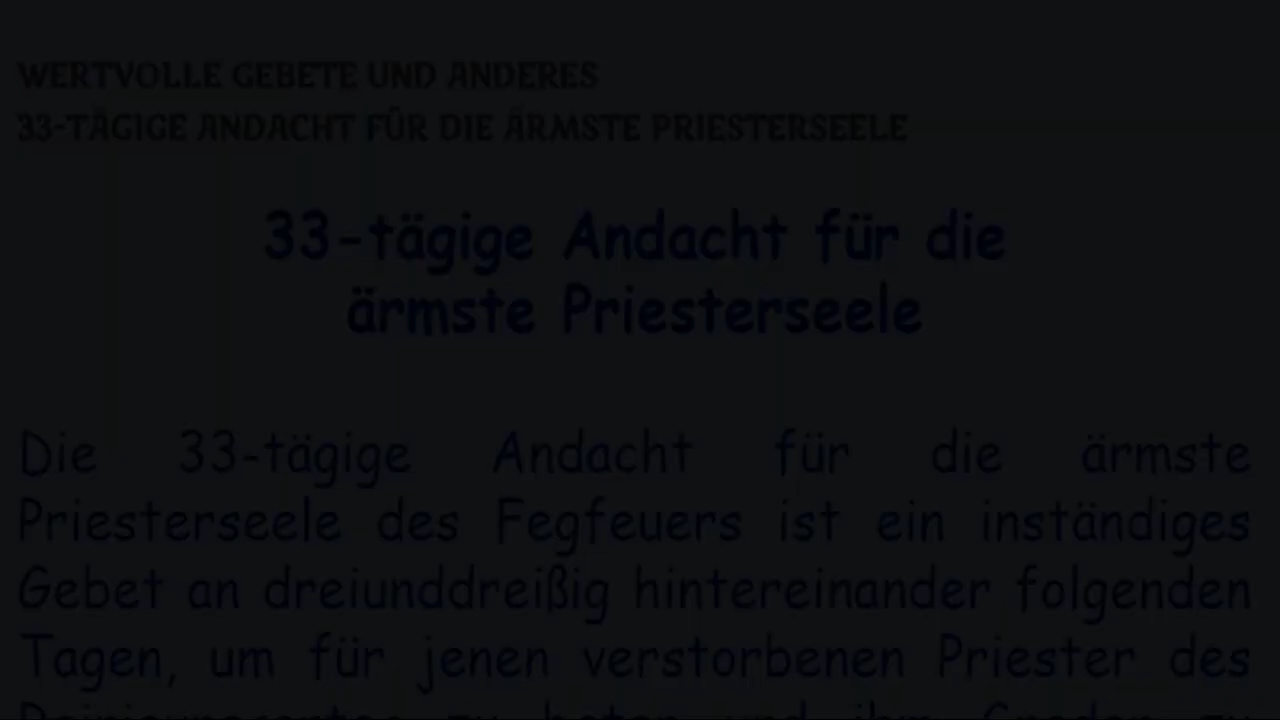 WERTVOLLE GEBETE UND ANDERES
33-TÄGIGE ANDACHT FÜR DIE ÄRMSTE PRIESTERSEELE
33-tägige Andacht für die
ärmste Priesterseele
Die 33-tägige Andacht für die ärmste
Priesterseele des Fegfeuers ist ein inständiges
Gebet an dreiunddreißig hintereinander folgenden
Tagen, um für jenen verstorbenen Priester des